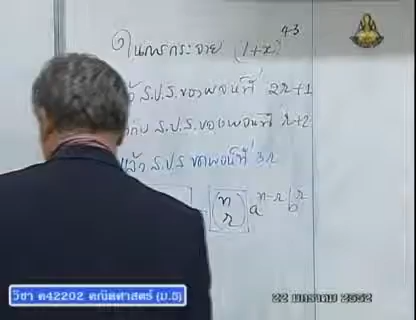 ในการกระจาย (1+x)⁴³
ส.ป.ส. ของพจน์ที่ 2r+1
กับ ส.ป.ส. ของพจน์ที่ r+2
แล้ว ส.ป.ส. ของพจน์ที่ 3r
= (n r) a^{n-r} b^r
วิชา ค42202 คณิตศาสตร์ (ม.5)
22 มกราคม 2552